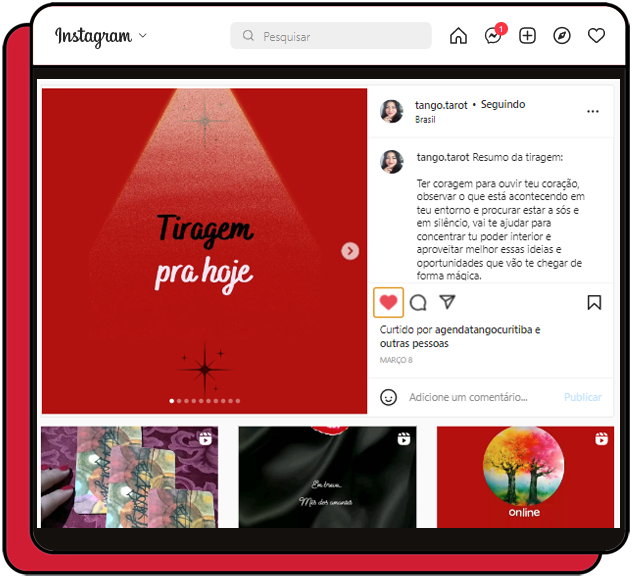 Instagram
Pesquisar
1
Tiragem
pra hoje
tango.tarot • Seguindo
Brasil
tango.tarot Resumo da tiragem:
Ter coragem para ouvir teu coração,
observar o que está acontecendo em
teu entorno e procurar estar a sós e
em silêncio, vai te ajudar para
concentrar tu poder interior e
aproveitar melhor essas ideias e
oportunidades que vão te chegar de
forma mágica.
Curtido por agendatangocuritiba e
outras pessoas
MARÇO 8
Adicione um comentário... Publicar
Em breve...
Mês dos amantes
online